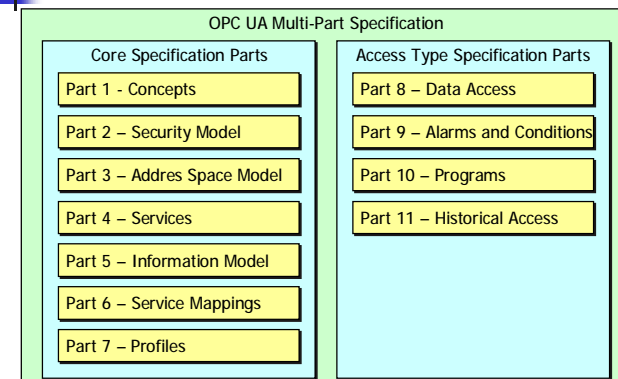 OPC UA Multi-Part Specification
Core Specification Parts
Part 1 - Concepts
Part 2 – Security Model
Part 3 – Addres Space Model
Part 4 – Services
Part 5 – Information Model
Part 6 – Service Mappings
Part 7 – Profiles
Access Type Specification Parts
Part 8 – Data Access
Part 9 – Alarms and Conditions
Part 10 – Programs
Part 11 – Historical Access